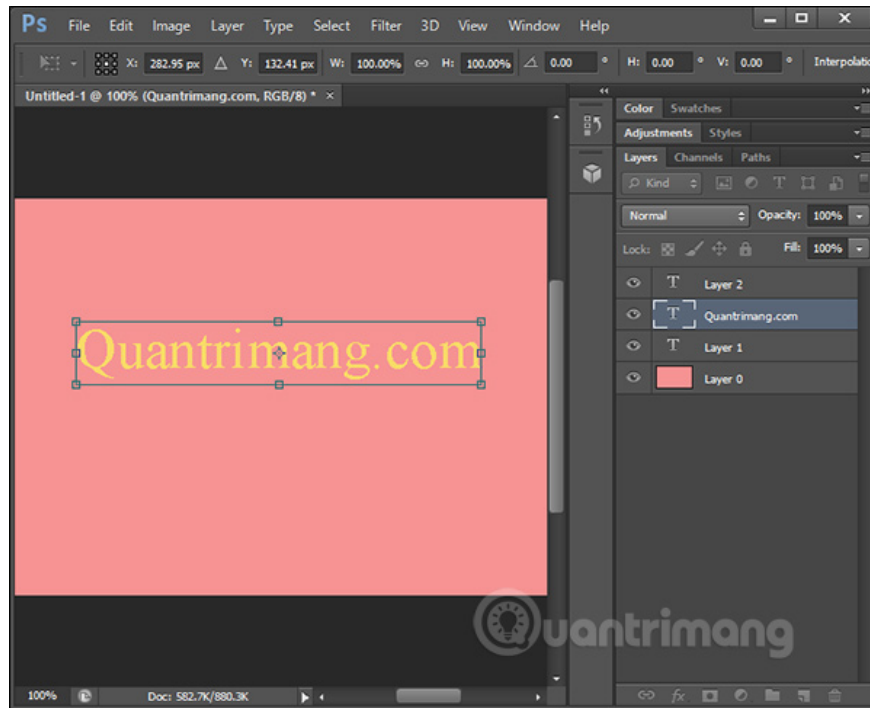 Ps File Edit Image Layer Type Select Filter 3D View Window Help
X: 282.95 px Y: 132.41 px W: 100.00% H: 100.00% 0.00 ° H: 0.00 ° V: 0.00 ° Interpolatio
Untitled-1 @ 100% (Quantrimang.com, RGB/8) * ×
Color Swatches
Adjustments Styles
Layers Channels Paths
Kind
Normal Opacity: 100%
Lock: Fill: 100%
T Layer 2
T Quantrimang.com
T Layer 1
Layer 0
Quantrimang.com
Quantrimang
100% Doc: 582.7K/880.3K
fx